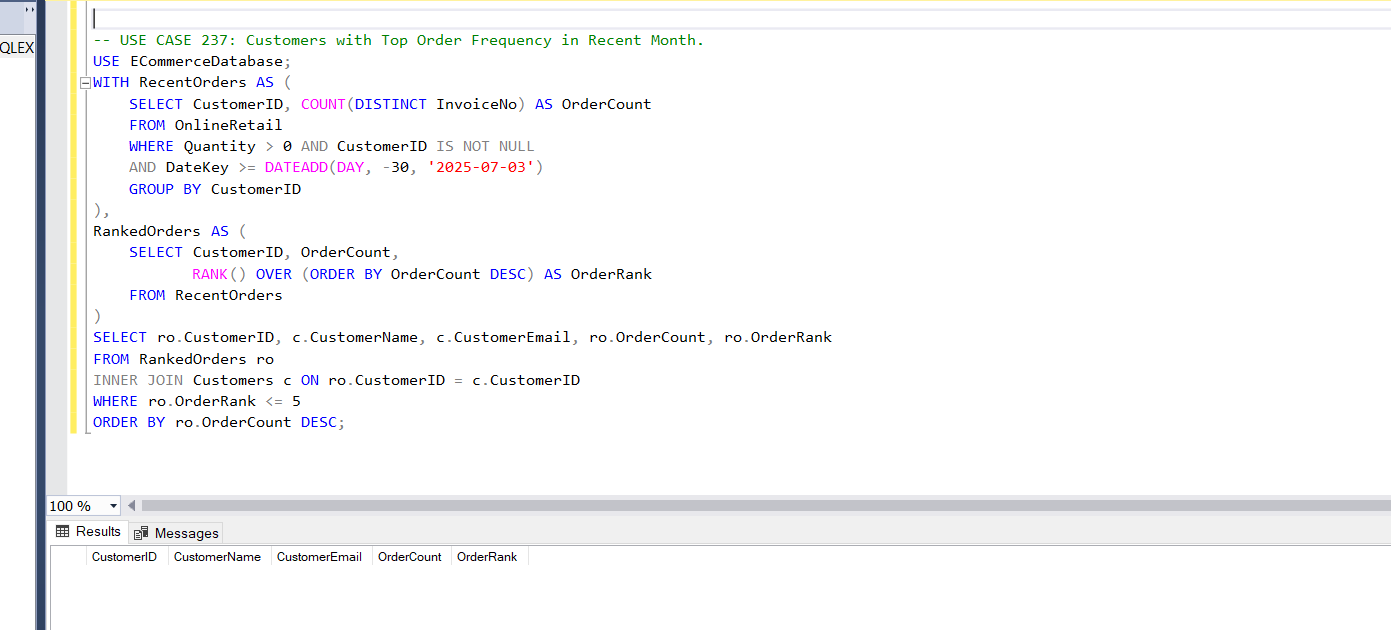 QLEX
-- USE CASE 237: Customers with Top Order Frequency in Recent Month.
USE ECommerceDatabase;
WITH RecentOrders AS (
SELECT CustomerID, COUNT(DISTINCT InvoiceNo) AS OrderCount
FROM OnlineRetail
WHERE Quantity > 0 AND CustomerID IS NOT NULL
AND DateKey >= DATEADD(DAY, -30, '2025-07-03')
GROUP BY CustomerID
),
RankedOrders AS (
SELECT CustomerID, OrderCount,
RANK() OVER (ORDER BY OrderCount DESC) AS OrderRank
FROM RecentOrders
)
SELECT ro.CustomerID, c.CustomerName, c.CustomerEmail, ro.OrderCount, ro.OrderRank
FROM RankedOrders ro
INNER JOIN Customers c ON ro.CustomerID = c.CustomerID
WHERE ro.OrderRank <= 5
ORDER BY ro.OrderCount DESC;
100 %
Results Messages
CustomerID CustomerName CustomerEmail OrderCount OrderRank